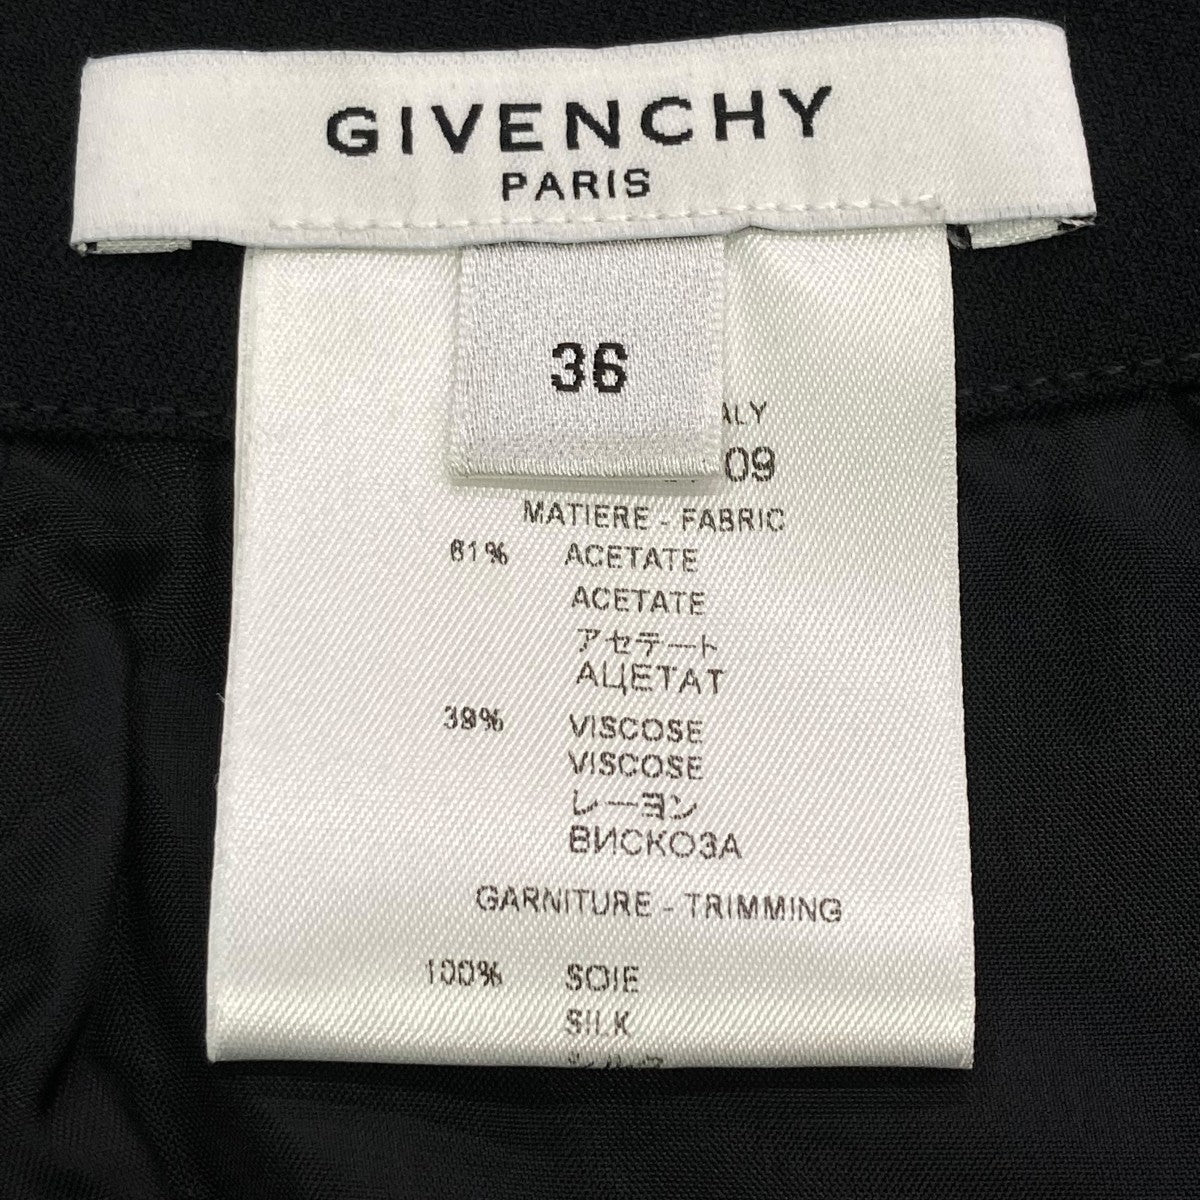 GIVENCHY
PARIS
36
ALY
09
MATIERE - FABRIC
61% ACETATE
ACETATE
アセテート
АЦЕТАТ
39% VISCOSE
VISCOSE
レーヨン
ВИСКОЗА
GARNITURE - TRIMMING
100% SOIE
SILK